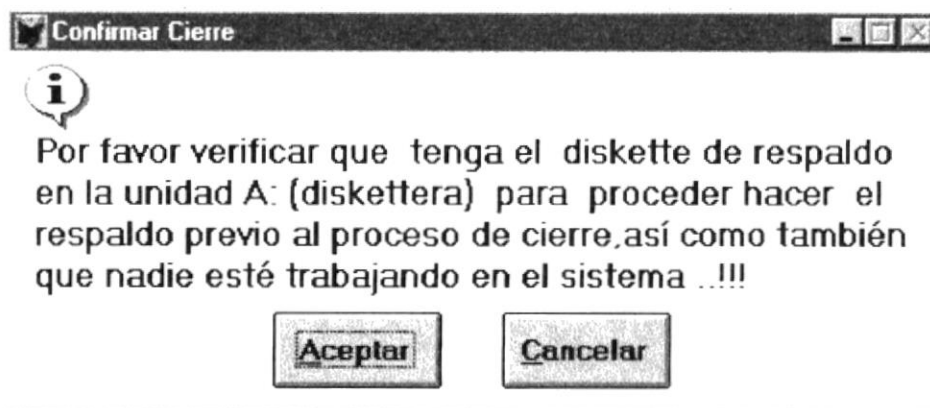 Confirmar Cierre
i
Por favor verificar que tenga el diskette de respaldo
en la unidad A: (diskettera) para proceder hacer el
respaldo previo al proceso de cierre,así como también
que nadie esté trabajando en el sistema ..!!!
Aceptar Cancelar